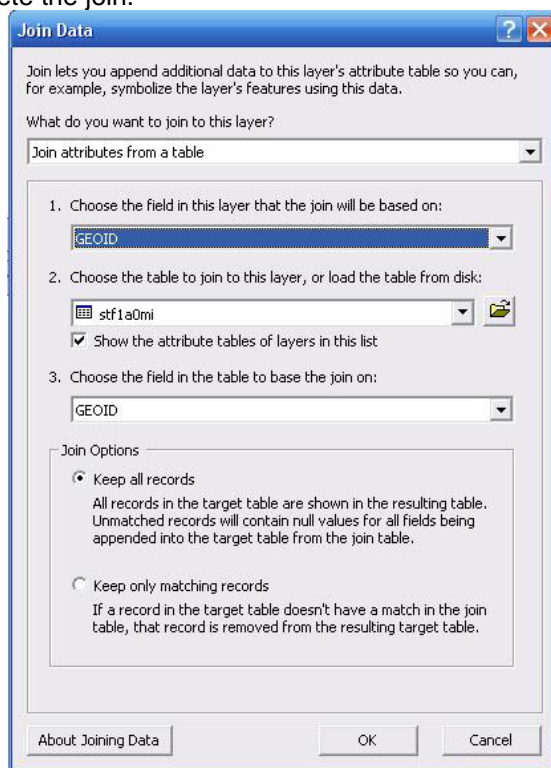 ete the join.
Join Data
Join lets you append additional data to this layer's attribute table so you can,
for example, symbolize the layer's features using this data.
What do you want to join to this layer?
Join attributes from a table
1. Choose the field in this layer that the join will be based on:
GEOID
2. Choose the table to join to this layer, or load the table from disk:
stf1a0mi
Show the attribute tables of layers in this list
3. Choose the field in the table to base the join on:
GEOID
Join Options
Keep all records
All records in the target table are shown in the resulting table.
Unmatched records will contain null values for all fields being
appended into the target table from the join table.
Keep only matching records
If a record in the target table doesn't have a match in the join
table, that record is removed from the resulting target table.
About Joining Data
OK
Cancel